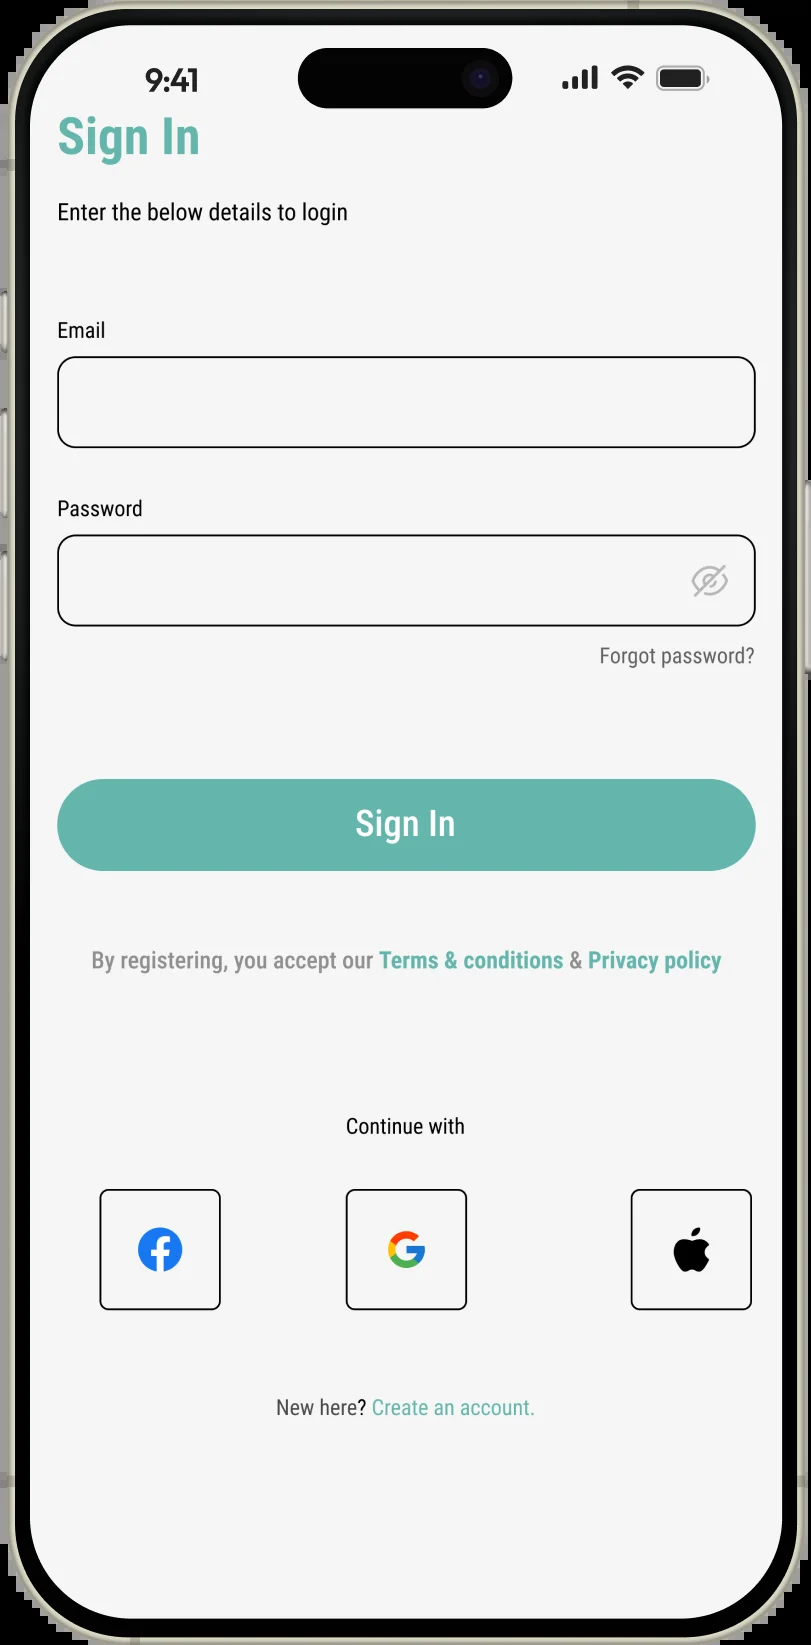 9:41
Sign In
Enter the below details to login
Email
Password
Forgot password?
Sign In
By registering, you accept our Terms & conditions & Privacy policy
Continue with
New here? Create an account.